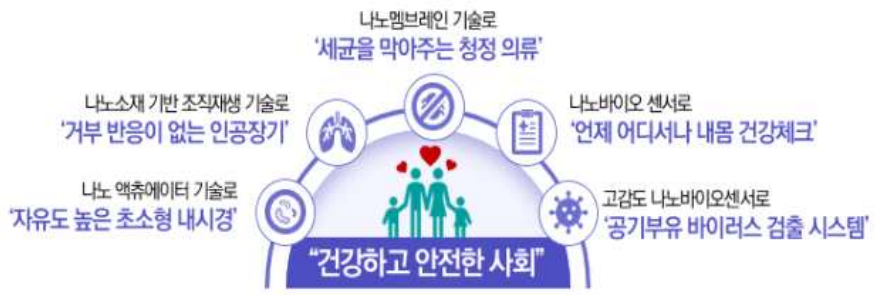 나노멤브레인 기술로
‘세균을 막아주는 청정 의류’
나노소재 기반 조직재생 기술로
‘거부 반응이 없는 인공장기’
나노바이오 센서로
‘언제 어디서나 내몸 건강체크’
나노 액츄에이터 기술로
‘자유도 높은 초소형 내시경’
고감도 나노바이오센서로
‘공기부유 바이러스 검출 시스템’
“건강하고 안전한 사회”